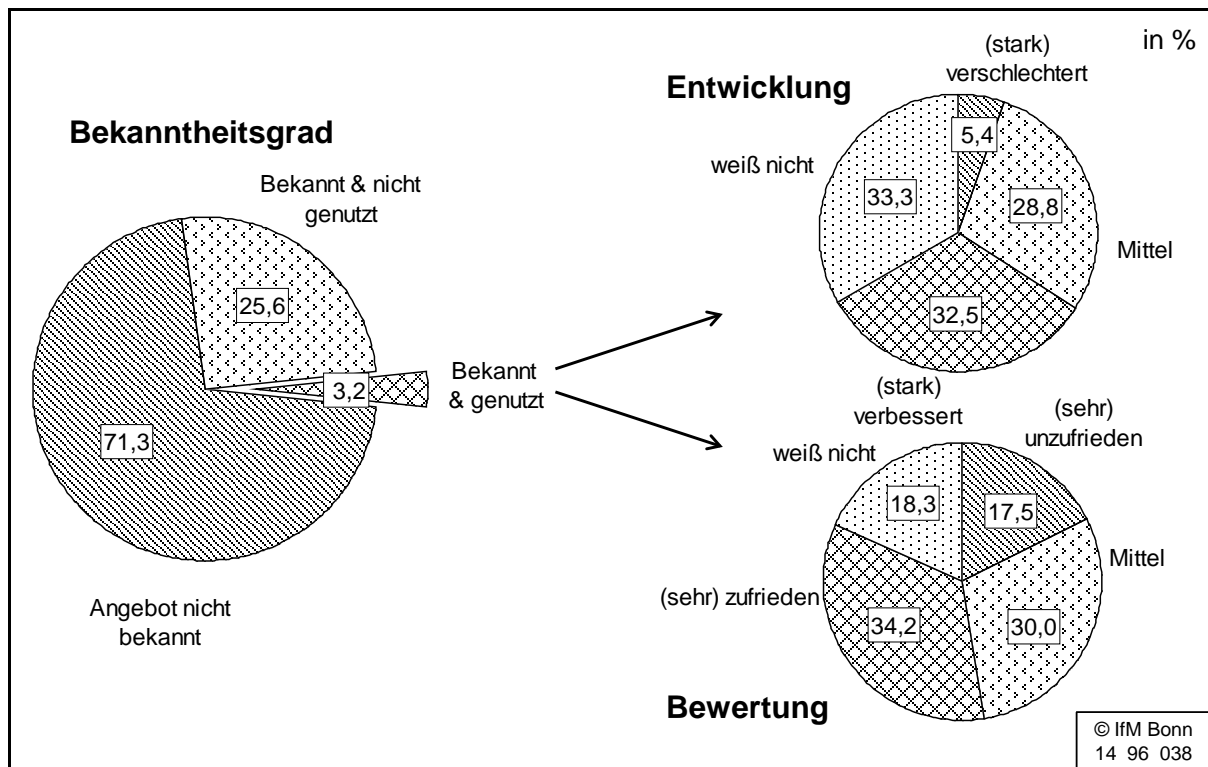 in %
Bekanntheitsgrad
Bekannt & nicht
genutzt
25,6
3,2
71,3
Bekannt
& genutzt
Angebot nicht
bekannt
Entwicklung
(stark)
verschlechtert
5,4
weiß nicht
33,3
28,8
Mittel
32,5
(stark)
verbessert
(sehr)
unzufrieden
weiß nicht
18,3
17,5
Mittel
(sehr) zufrieden
34,2
30,0
Bewertung
© IfM Bonn
14 96 038